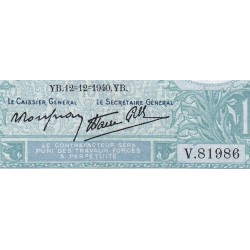 YB.12-12-1940.YB.
LE CAISSIER GÉNÉRAL LE SECRÉTAIRE GÉNÉRAL
LE CONTREFACTEUR SERA
PUNI DES TRAVAUX FORCÉS
À PERPÉTUITÉ
V.81986